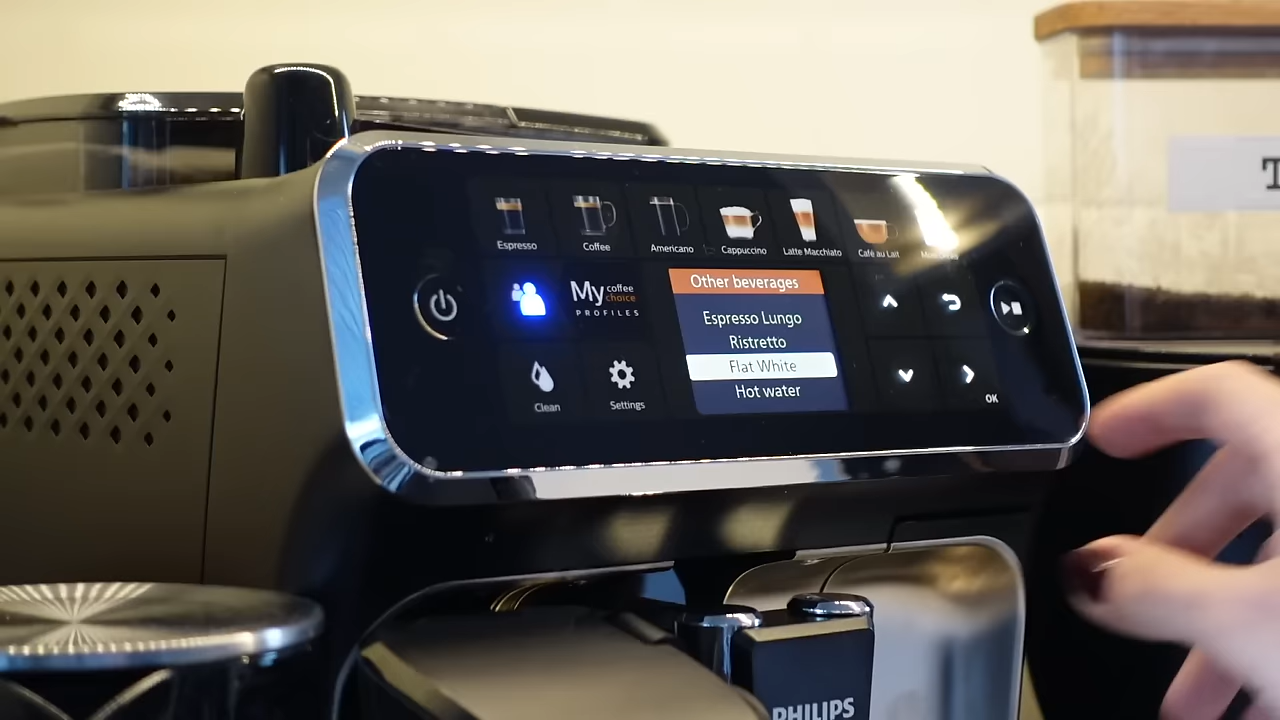 Espresso
Coffee
Americano
Cappuccino
Latte Macchiato
Café au Lait
My coffee choice
PROFILES
Other beverages
Espresso Lungo
Ristretto
Flat White
Hot water
Clean
Settings
OK
PHILIPS
T